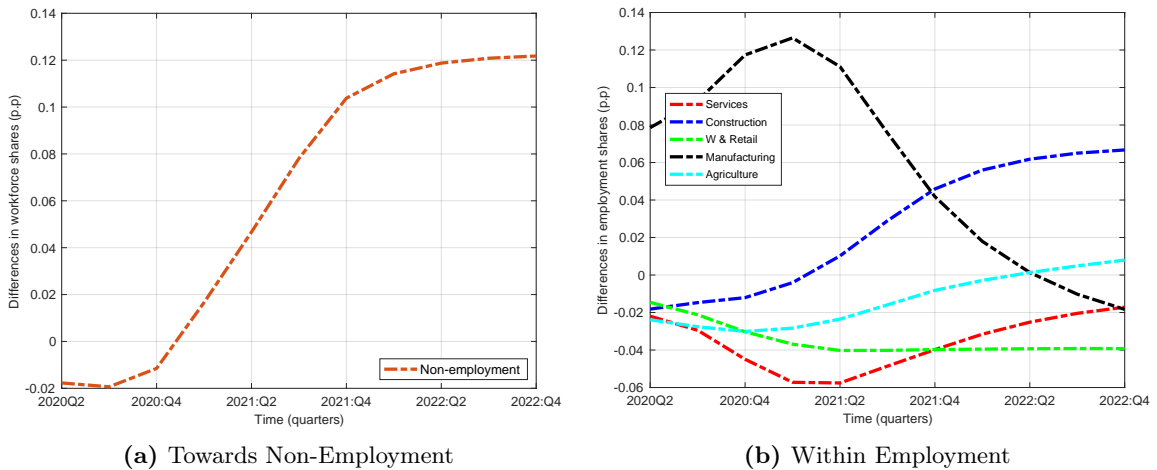 0.14
0.12
0.1
0.08
0.06
0.04
0.02
0
-0.02
Differences in workforce shares (p.p)
Non-employment
2020:Q2
2020:Q4
2021:Q2
2021:Q4
2022:Q2
2022:Q4
Time (quarters)
(a) Towards Non-Employment
0.14
0.12
0.1
0.08
0.06
0.04
0.02
0
-0.02
-0.04
-0.06
Differences in employment shares (p.p)
Services
Construction
W & Retail
Manufacturing
Agriculture
2020:Q2
2020:Q4
2021:Q2
2021:Q4
2022:Q2
2022:Q4
Time (quarters)
(b) Within Employment